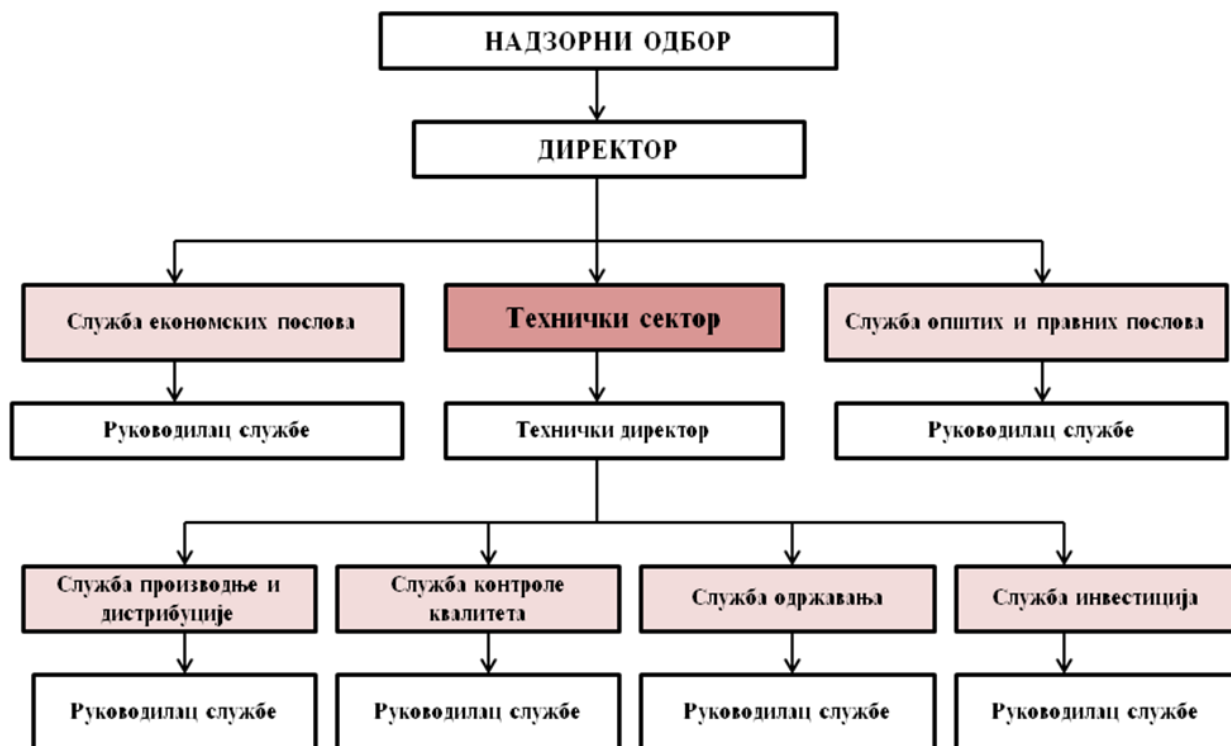 НАДЗОРНИ ОДБОР
ДИРЕКТОР
Служба економских послова
Технички сектор
Служба општих и правних послова
Руководилац службе
Технички директор
Руководилац службе
Служба производње и
дистрибуције
Служба контроле
квалитета
Служба одржавања
Служба инвестиција
Руководилац службе
Руководилац службе
Руководилац службе
Руководилац службе